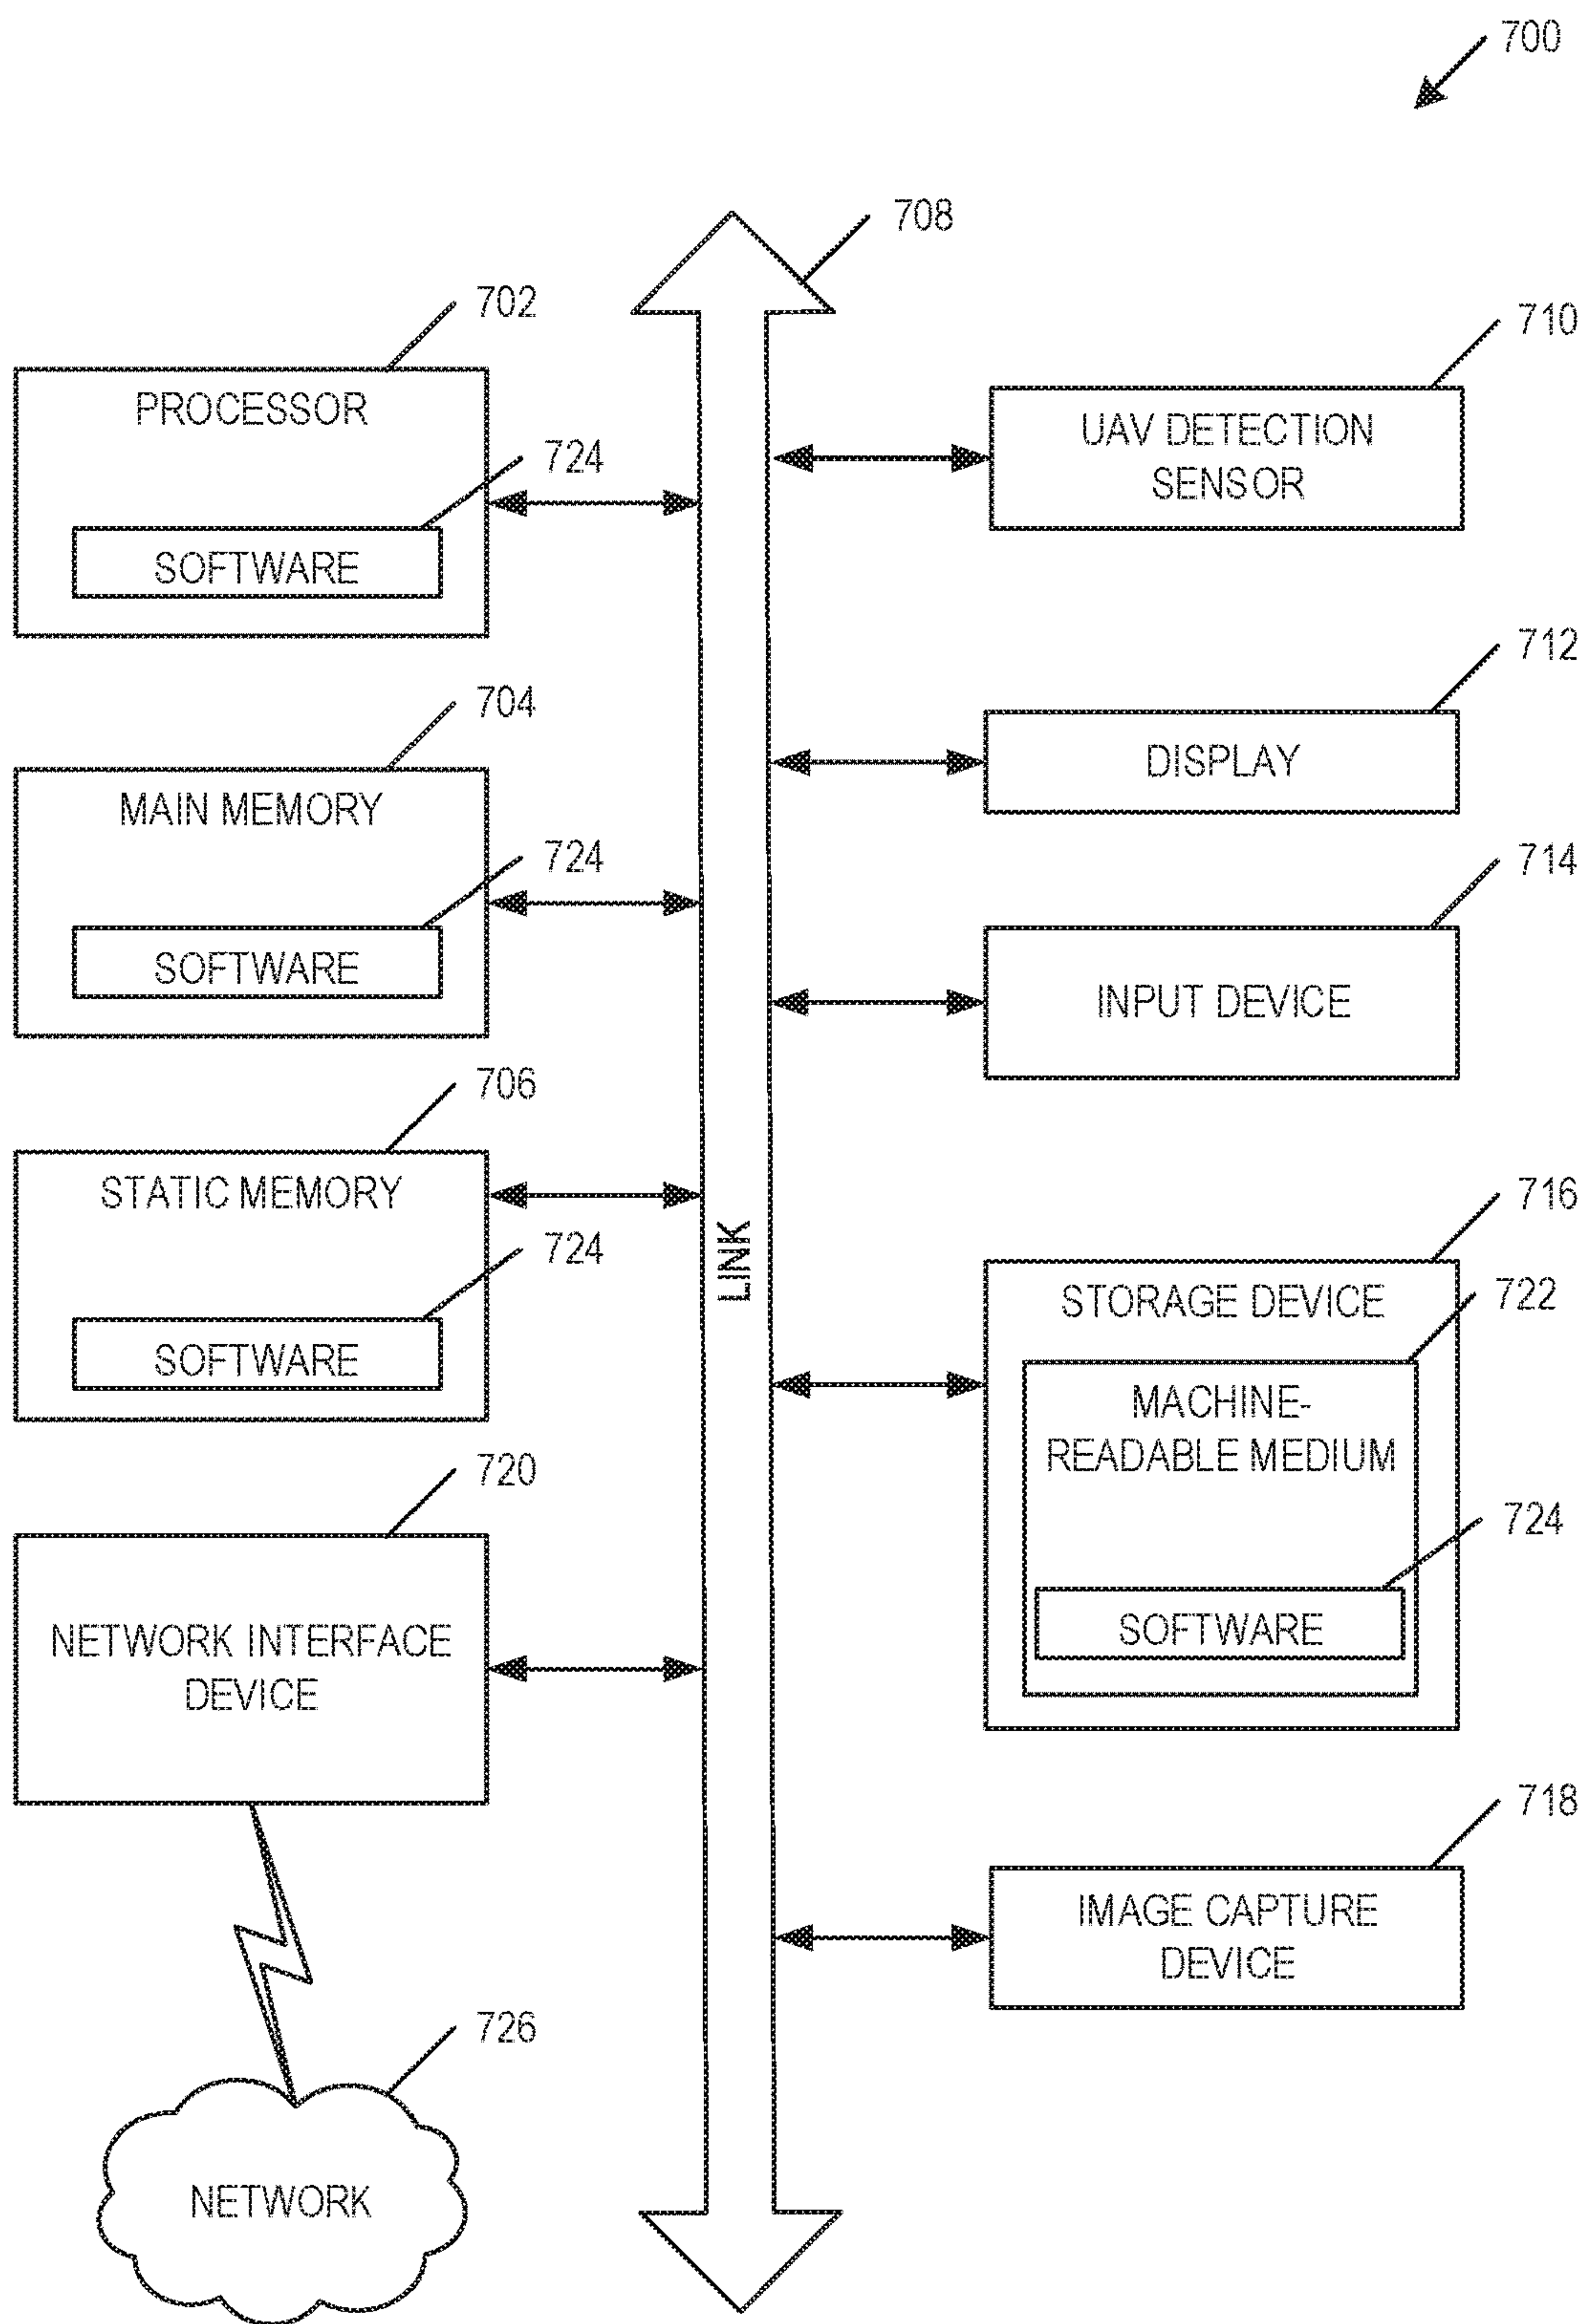 700
708
702
PROCESSOR
724
SOFTWARE
710
UAV DETECTION
SENSOR
712
DISPLAY
704
MAIN MEMORY
724
SOFTWARE
714
INPUT DEVICE
706
STATIC MEMORY
724
SOFTWARE
LINK
716
STORAGE DEVICE
722
MACHINE-
READABLE MEDIUM
724
SOFTWARE
720
NETWORK INTERFACE
DEVICE
718
IMAGE CAPTURE
DEVICE
726
NETWORK